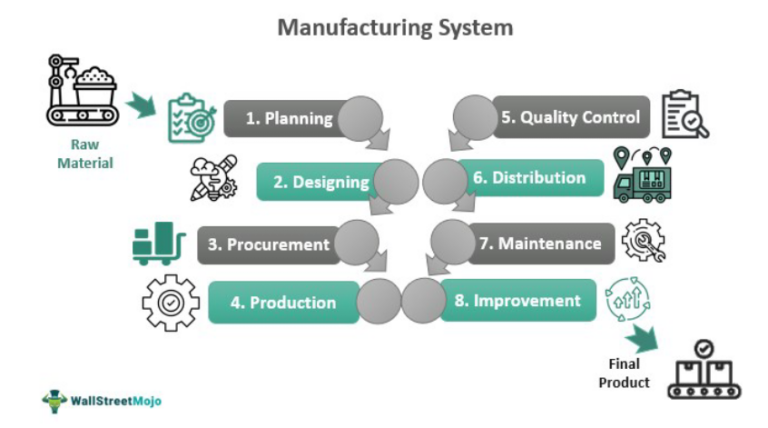 Manufacturing System
Raw
Material
1. Planning
2. Designing
3. Procurement
4. Production
5. Quality Control
6. Distribution
7. Maintenance
8. Improvement
Final
Product
WallStreetMojo